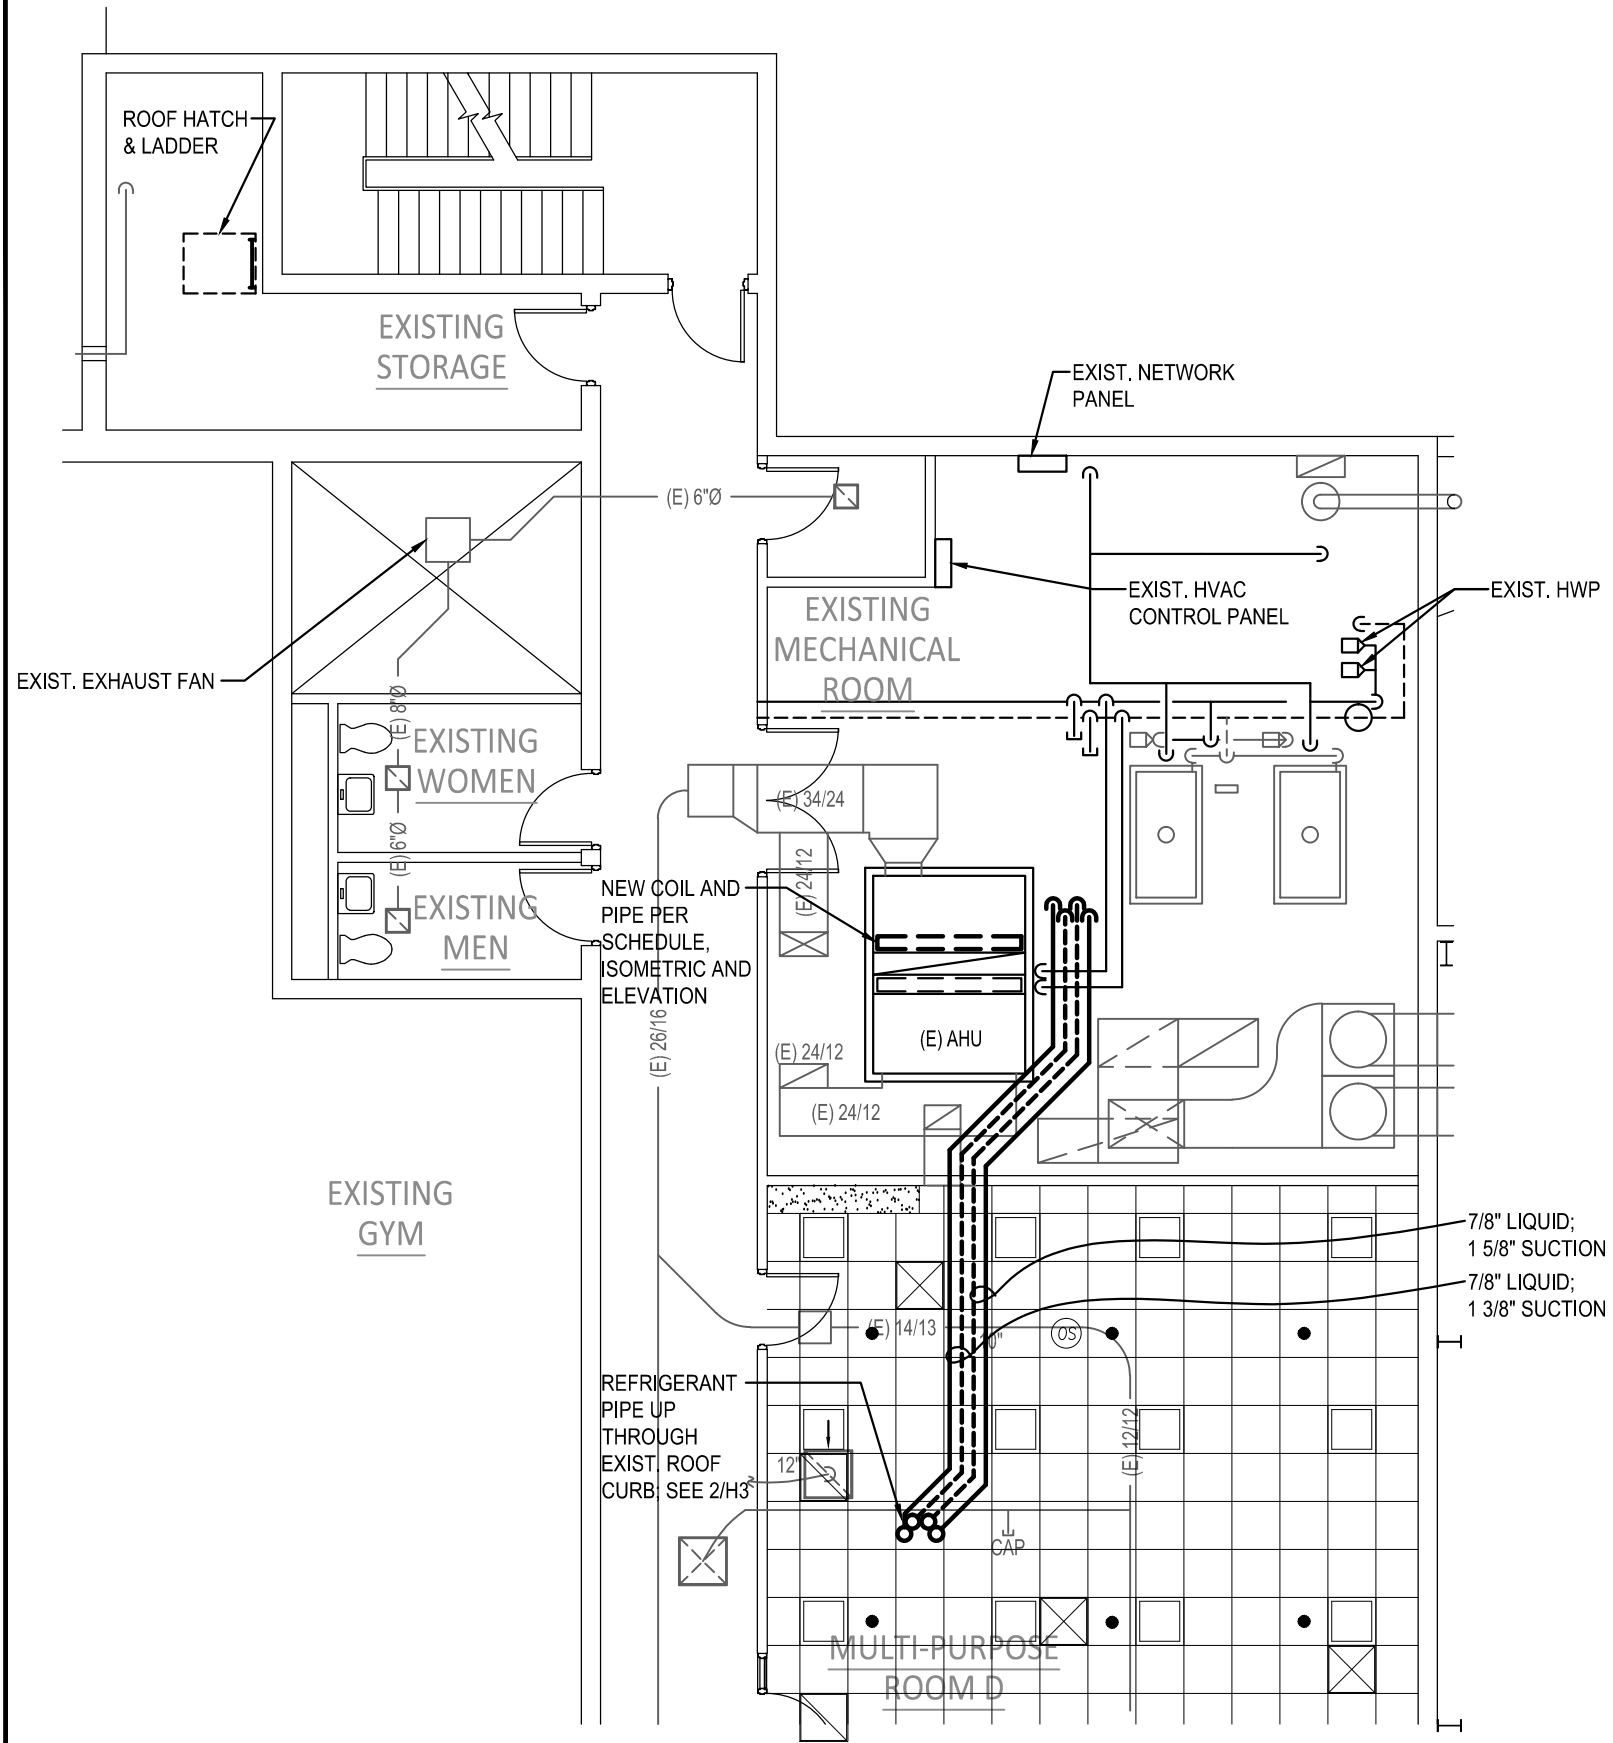 ROOF HATCH
& LADDER
EXISTING
STORAGE
EXIST. NETWORK
PANEL
(E) 6"Ø
EXIST. HVAC
CONTROL PANEL
EXIST. HWP
EXISTING
MECHANICAL
ROOM
EXIST. EXHAUST FAN
(E) 8"Ø
EXISTING
WOMEN
(E) 34/24
(E) 6"Ø
(E) 24/12
NEW COIL AND
PIPE PER
SCHEDULE,
ISOMETRIC AND
ELEVATION
EXISTING
MEN
(E) 26/16
(E) AHU
(E) 24/12
(E) 24/12
EXISTING
GYM
7/8" LIQUID;
1 5/8" SUCTION
7/8" LIQUID;
1 3/8" SUCTION
(E) 14/13
OS
REFRIGERANT
PIPE UP
THROUGH
EXIST. ROOF
CURB; SEE 2/H3
12"
(E) 12/12
CAP
MULTI-PURPOSE
ROOM D